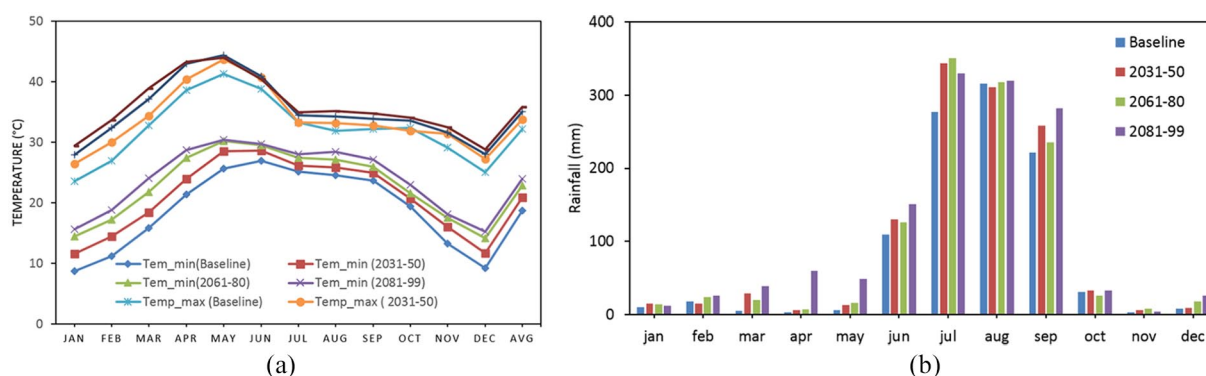 50
40
30
20
10
0
TEMPERATURE (°C)
Tem_min(Baseline) Tem_min (2031-50)
Tem_min(2061-80) Tem_min (2081-99)
Temp_max (Baseline) Temp_max ( 2031-50)
JAN FEB MAR APR MAY JUN JUL AUG SEP OCT NOV DEC AVG
(a)
400
300
200
100
0
Rainfall (mm)
Baseline
2031-50
2061-80
2081-99
jan feb mar apr may jun jul aug sep oct nov dec
(b)